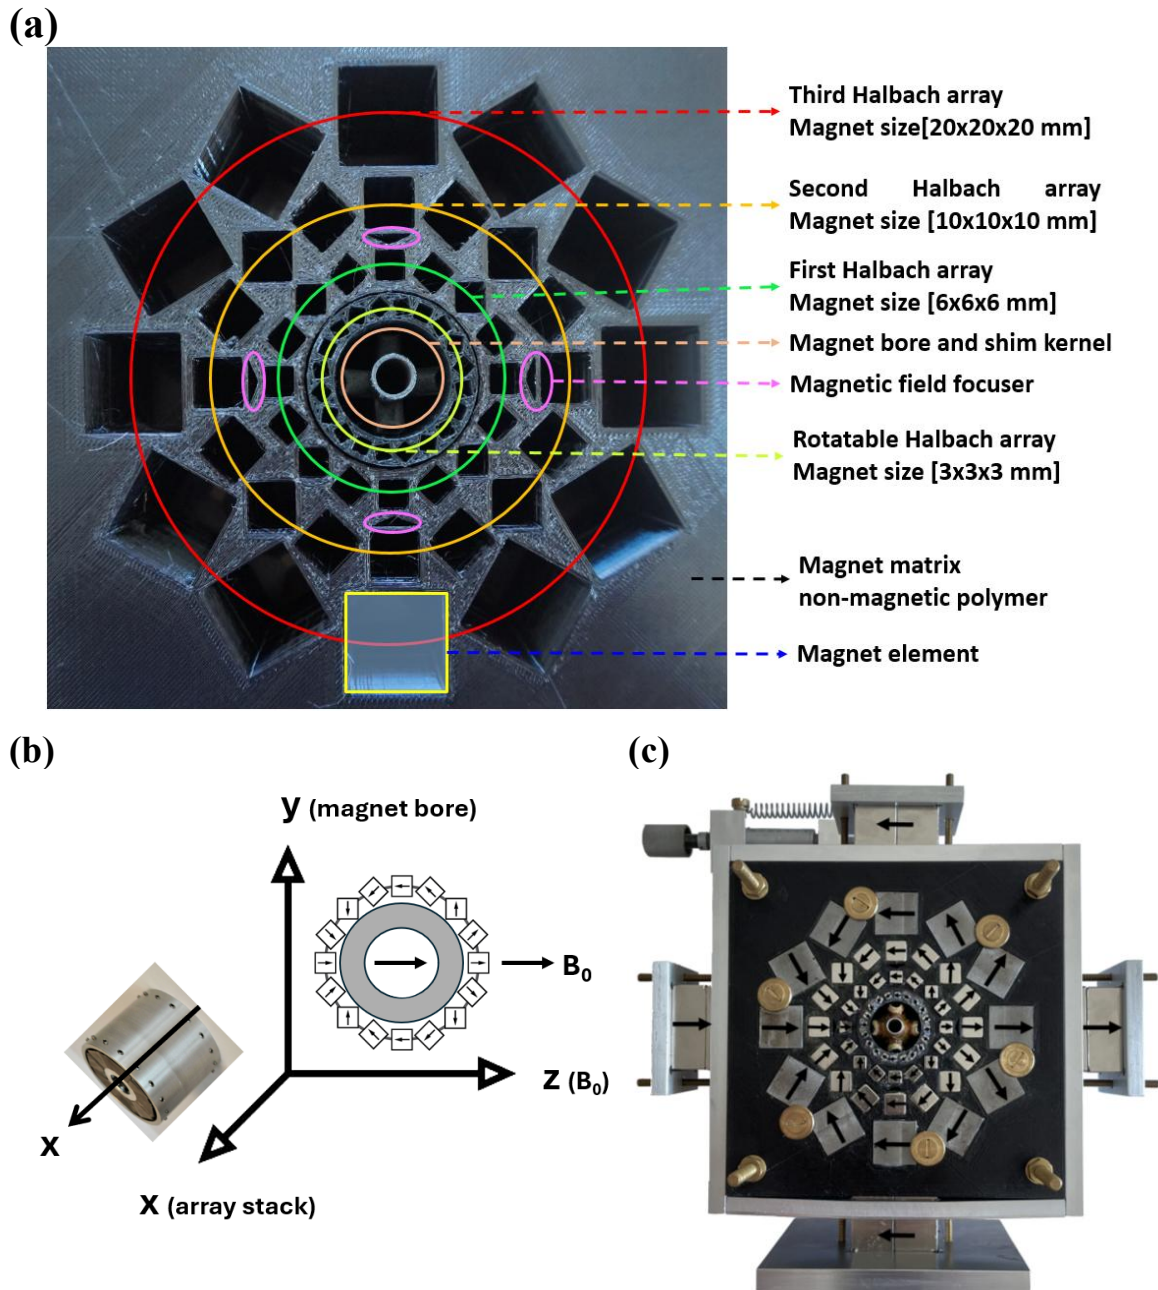 (a)
Third Halbach array
Magnet size[20x20x20 mm]
Second Halbach array
Magnet size [10x10x10 mm]
First Halbach array
Magnet size [6x6x6 mm]
Magnet bore and shim kernel
Magnetic field focuser
Rotatable Halbach array
Magnet size [3x3x3 mm]
Magnet matrix
non-magnetic polymer
Magnet element
(b)
y (magnet bore)
B₀
z (B₀)
x
x (array stack)
(c)